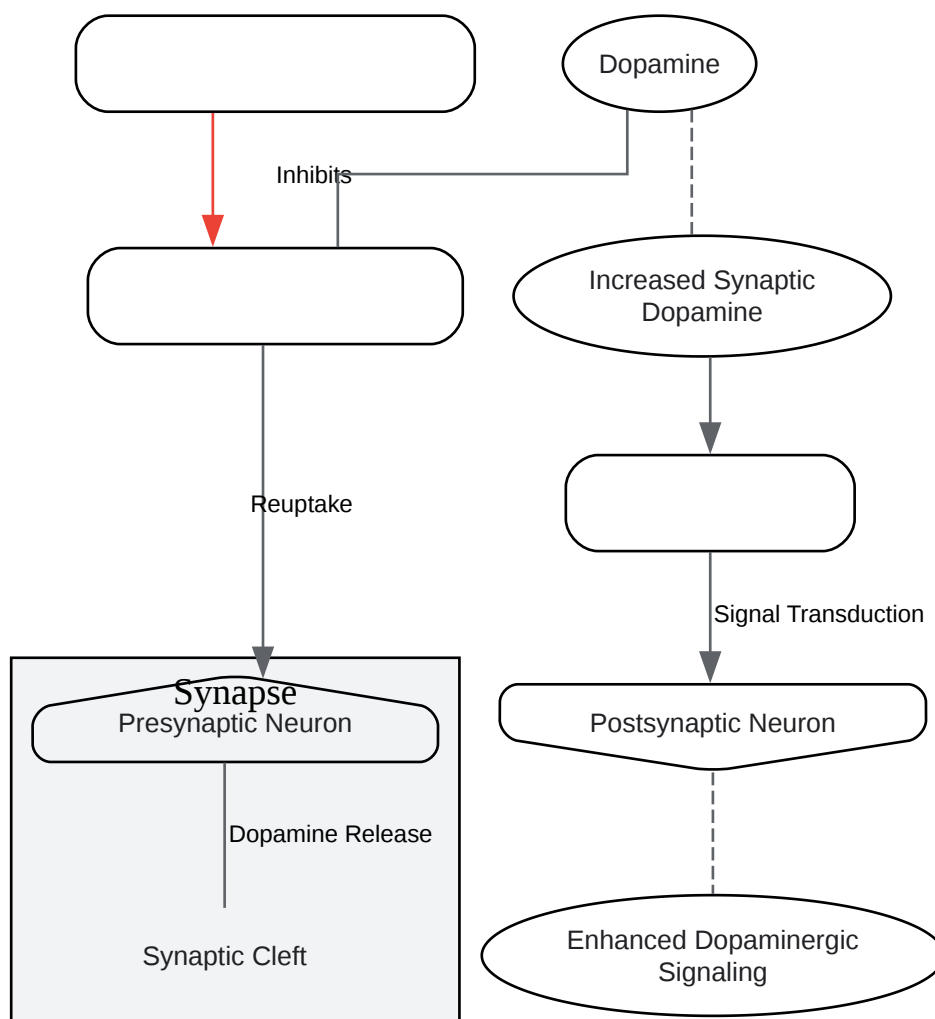 Dopamine
Inhibits
Increased Synaptic
Dopamine
Reuptake
Signal Transduction
Synapse
Presynaptic Neuron
Postsynaptic Neuron
Dopamine Release
Synaptic Cleft
Enhanced Dopaminergic
Signaling